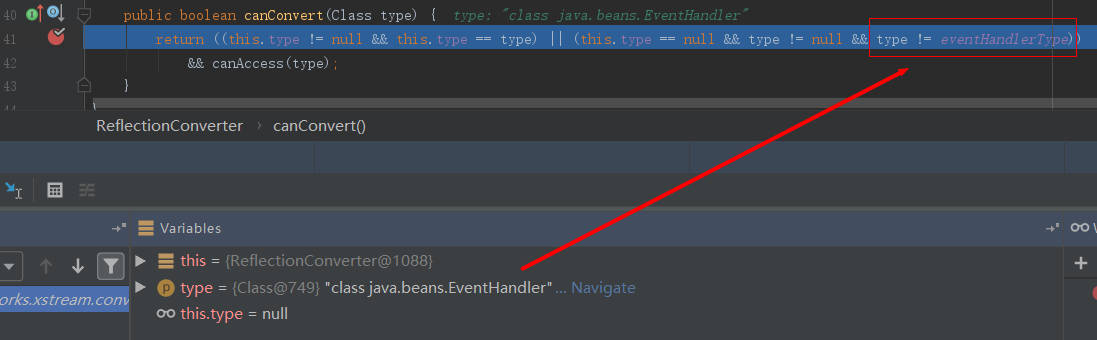 40 public boolean canConvert(Class type) { type: "class java.beans.EventHandler"
41 return ((this.type != null && this.type == type) || (this.type == null && type != null && type != eventHandlerType))
42 && canAccess(type);
43 }
ReflectionConverter › canConvert()
Variables
this = {ReflectionConverter@1088}
type = {Class@749} "class java.beans.EventHandler"... Navigate
orks.xstream.conv
this.type = null